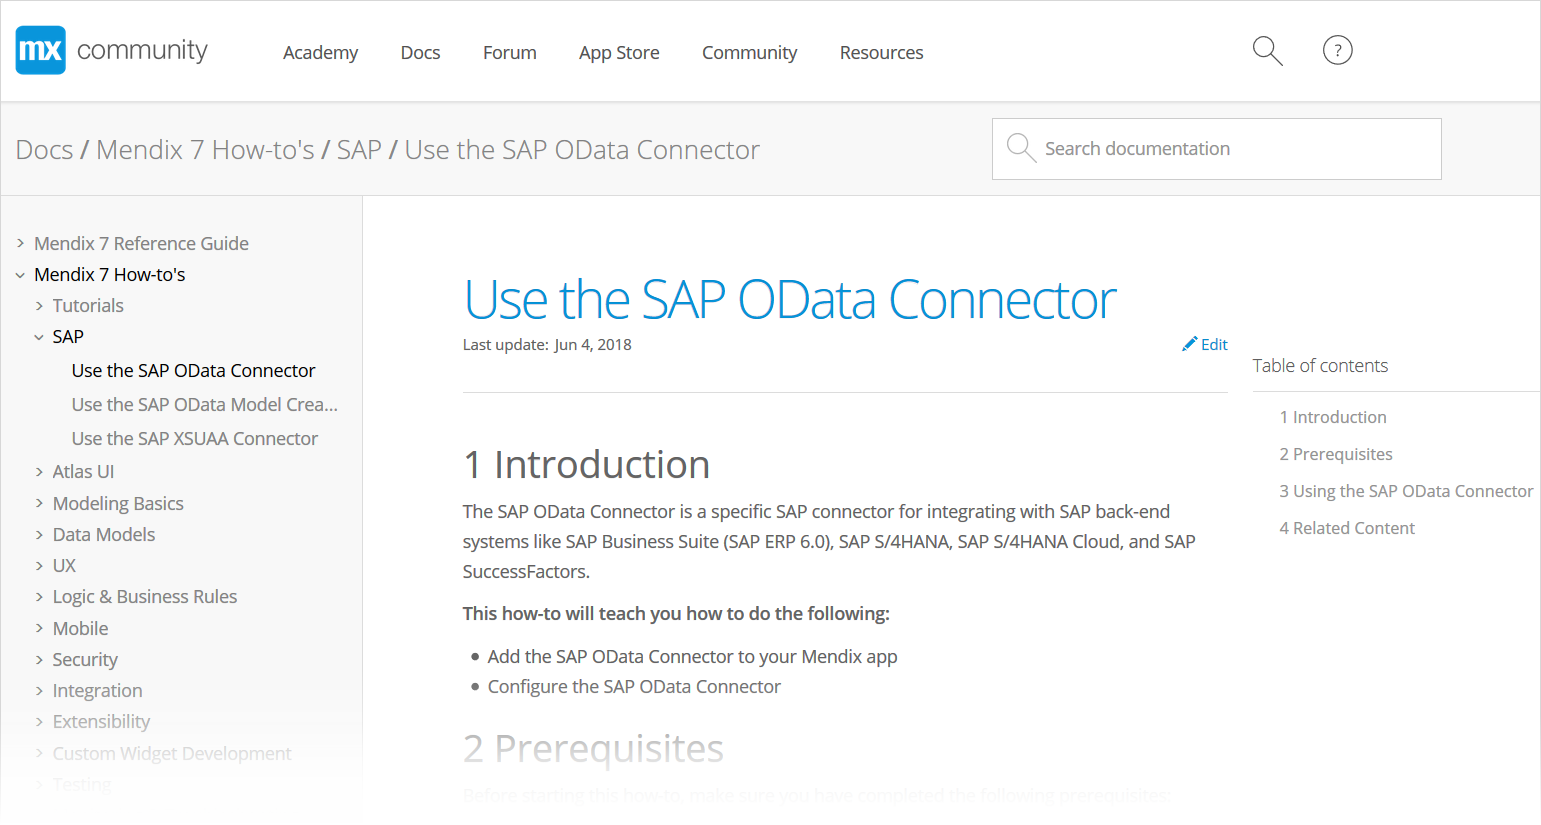 mx community
Academy Docs Forum App Store Community Resources
?
Docs / Mendix 7 How-to's / SAP / Use the SAP OData Connector
Search documentation
Mendix 7 Reference Guide
Mendix 7 How-to's
Tutorials
SAP
Use the SAP OData Connector
Use the SAP OData Model Crea...
Use the SAP XSUAA Connector
Atlas UI
Modeling Basics
Data Models
UX
Logic & Business Rules
Mobile
Security
Integration
Extensibility
Custom Widget Development
Testing
Use the SAP OData Connector
Last update: Jun 4, 2018
Edit
1 Introduction
The SAP OData Connector is a specific SAP connector for integrating with SAP back-end
systems like SAP Business Suite (SAP ERP 6.0), SAP S/4HANA, SAP S/4HANA Cloud, and SAP
SuccessFactors.
This how-to will teach you how to do the following:
• Add the SAP OData Connector to your Mendix app
• Configure the SAP OData Connector
2 Prerequisites
Before starting this how-to, make sure you have completed the following prerequisites:
Table of contents
1 Introduction
2 Prerequisites
3 Using the SAP OData Connector
4 Related Content